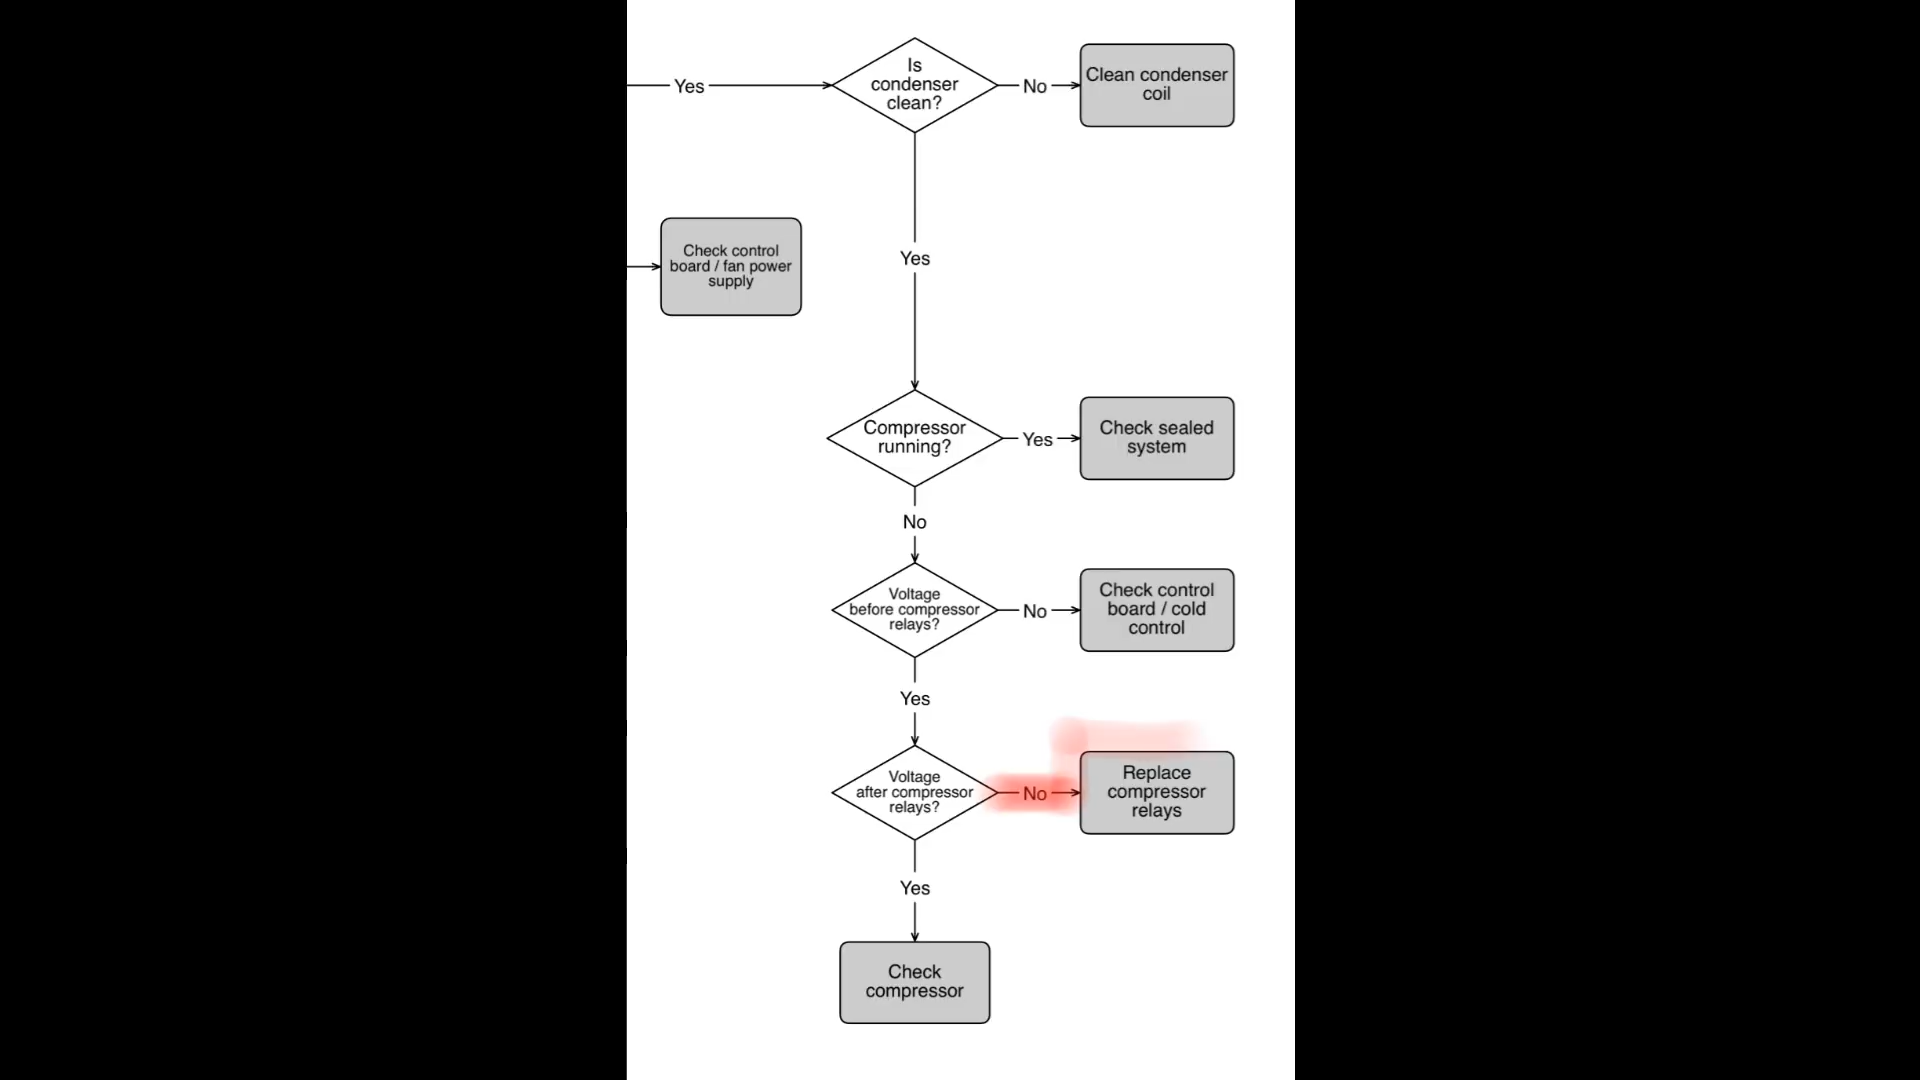 Yes
Is
condenser
clean?
No
Clean condenser
coil
Check control
board / fan power
supply
Yes
Compressor
running?
Yes
Check sealed
system
No
Voltage
before compressor
relays?
No
Check control
board / cold
control
Yes
Voltage
after compressor
relays?
No
Replace
compressor
relays
Yes
Check
compressor